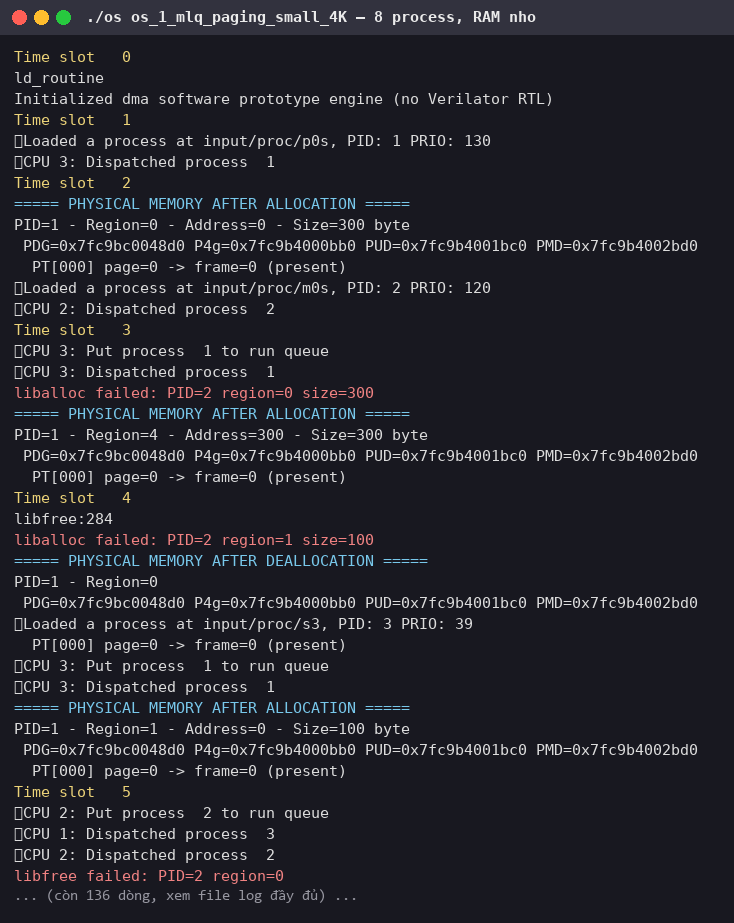 ./os os_1_mlq_paging_small_4K — 8 process, RAM nho
Time slot   0
ld_routine
Initialized dma software prototype engine (no Verilator RTL)
Time slot   1
Loaded a process at input/proc/p0s, PID: 1 PRIO: 130
CPU 3: Dispatched process  1
Time slot   2
===== PHYSICAL MEMORY AFTER ALLOCATION =====
PID=1 - Region=0 - Address=0 - Size=300 byte
 PDG=0x7fc9bc0048d0 P4g=0x7fc9b4000bb0 PUD=0x7fc9b4001bc0 PMD=0x7fc9b4002bd0
  PT[000] page=0 -> frame=0 (present)
Loaded a process at input/proc/m0s, PID: 2 PRIO: 120
CPU 2: Dispatched process  2
Time slot   3
CPU 3: Put process  1 to run queue
CPU 3: Dispatched process  1
liballoc failed: PID=2 region=0 size=300
===== PHYSICAL MEMORY AFTER ALLOCATION =====
PID=1 - Region=4 - Address=300 - Size=300 byte
 PDG=0x7fc9bc0048d0 P4g=0x7fc9b4000bb0 PUD=0x7fc9b4001bc0 PMD=0x7fc9b4002bd0
  PT[000] page=0 -> frame=0 (present)
Time slot   4
libfree:284
liballoc failed: PID=2 region=1 size=100
===== PHYSICAL MEMORY AFTER DEALLOCATION =====
PID=1 - Region=0
 PDG=0x7fc9bc0048d0 P4g=0x7fc9b4000bb0 PUD=0x7fc9b4001bc0 PMD=0x7fc9b4002bd0
Loaded a process at input/proc/s3, PID: 3 PRIO: 39
  PT[000] page=0 -> frame=0 (present)
CPU 3: Put process  1 to run queue
CPU 3: Dispatched process  1
===== PHYSICAL MEMORY AFTER ALLOCATION =====
PID=1 - Region=1 - Address=0 - Size=100 byte
 PDG=0x7fc9bc0048d0 P4g=0x7fc9b4000bb0 PUD=0x7fc9b4001bc0 PMD=0x7fc9b4002bd0
  PT[000] page=0 -> frame=0 (present)
Time slot   5
CPU 2: Put process  2 to run queue
CPU 1: Dispatched process  3
CPU 2: Dispatched process  2
libfree failed: PID=2 region=0
... (còn 136 dòng, xem file log đầy đủ) ...